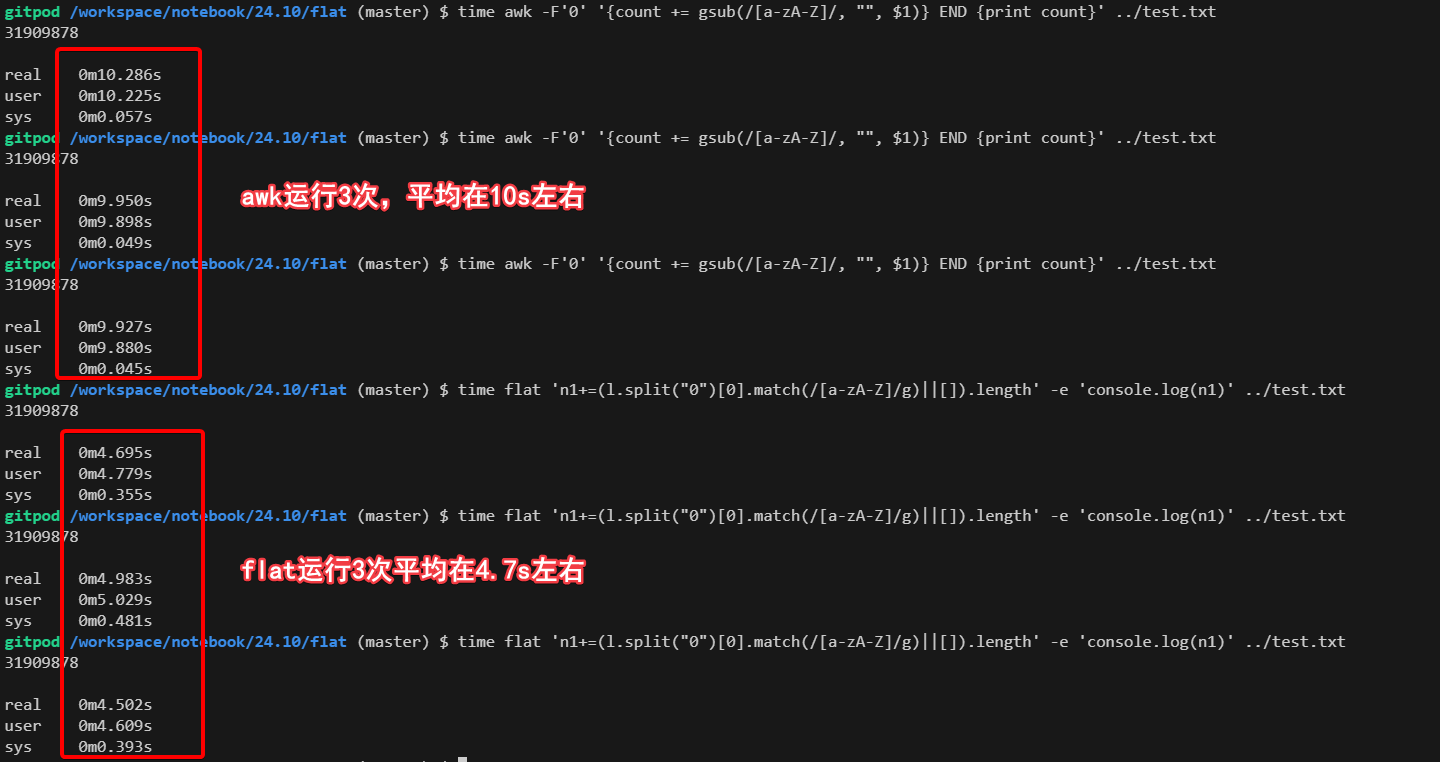 gitpod /workspace/notebook/24.10/flat (master) $ time awk -F'0' '{count += gsub(/[a-zA-Z]/, "", $1)} END {print count}' ../test.txt
31909878
real 0m10.286s
user 0m10.225s
sys 0m0.057s
gitpod /workspace/notebook/24.10/flat (master) $ time awk -F'0' '{count += gsub(/[a-zA-Z]/, "", $1)} END {print count}' ../test.txt
31909878
awk运行3次，平均在10s左右
real 0m9.950s
user 0m9.898s
sys 0m0.049s
gitpod /workspace/notebook/24.10/flat (master) $ time awk -F'0' '{count += gsub(/[a-zA-Z]/, "", $1)} END {print count}' ../test.txt
31909878
real 0m9.927s
user 0m9.880s
sys 0m0.045s
gitpod /workspace/notebook/24.10/flat (master) $ time flat 'n1+=(l.split("0")[0].match(/[a-zA-Z]/g)||[]).length' -e 'console.log(n1)' ../test.txt
31909878
real 0m4.695s
user 0m4.779s
sys 0m0.355s
gitpod /workspace/notebook/24.10/flat (master) $ time flat 'n1+=(l.split("0")[0].match(/[a-zA-Z]/g)||[]).length' -e 'console.log(n1)' ../test.txt
31909878
flat运行3次平均在4.7s左右
real 0m4.983s
user 0m5.029s
sys 0m0.481s
gitpod /workspace/notebook/24.10/flat (master) $ time flat 'n1+=(l.split("0")[0].match(/[a-zA-Z]/g)||[]).length' -e 'console.log(n1)' ../test.txt
31909878
real 0m4.502s
user 0m4.609s
sys 0m0.393s